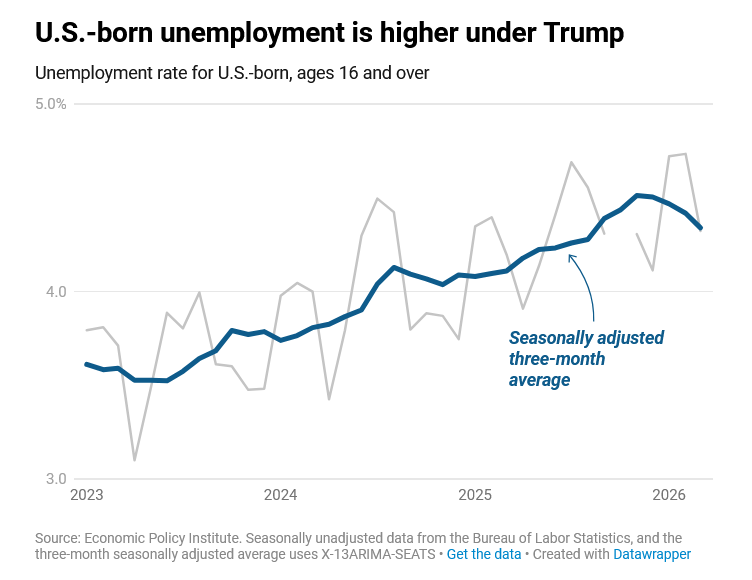 U.S.-born unemployment is higher under Trump
Unemployment rate for U.S.-born, ages 16 and over
5.0%
4.0
3.0
Seasonally adjusted
three-month
average
2023
2024
2025
2026
Source: Economic Policy Institute. Seasonally unadjusted data from the Bureau of Labor Statistics, and the
three-month seasonally adjusted average uses X-13ARIMA-SEATS • Get the data • Created with Datawrapper